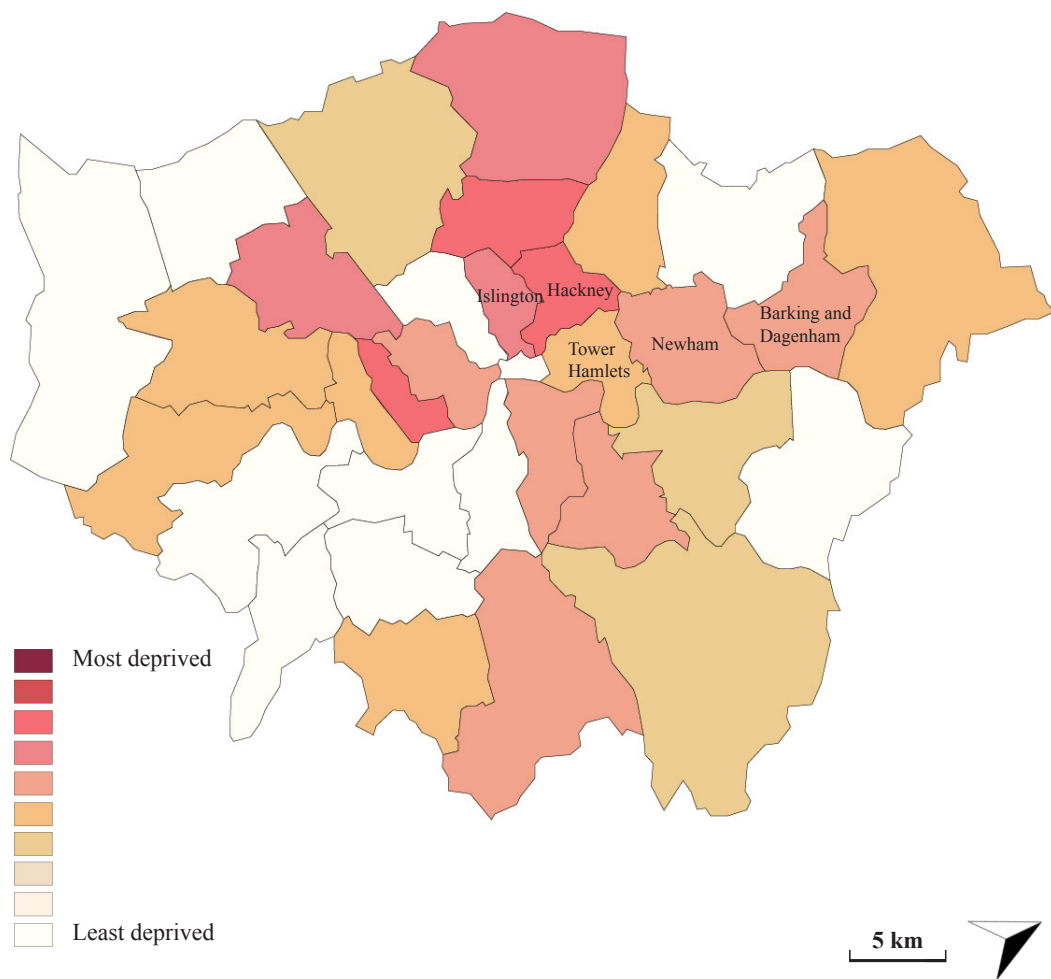 Islington
Hackney
Tower
Hamlets
Newham
Barking and
Dagenham
Most deprived
Least deprived
5 km